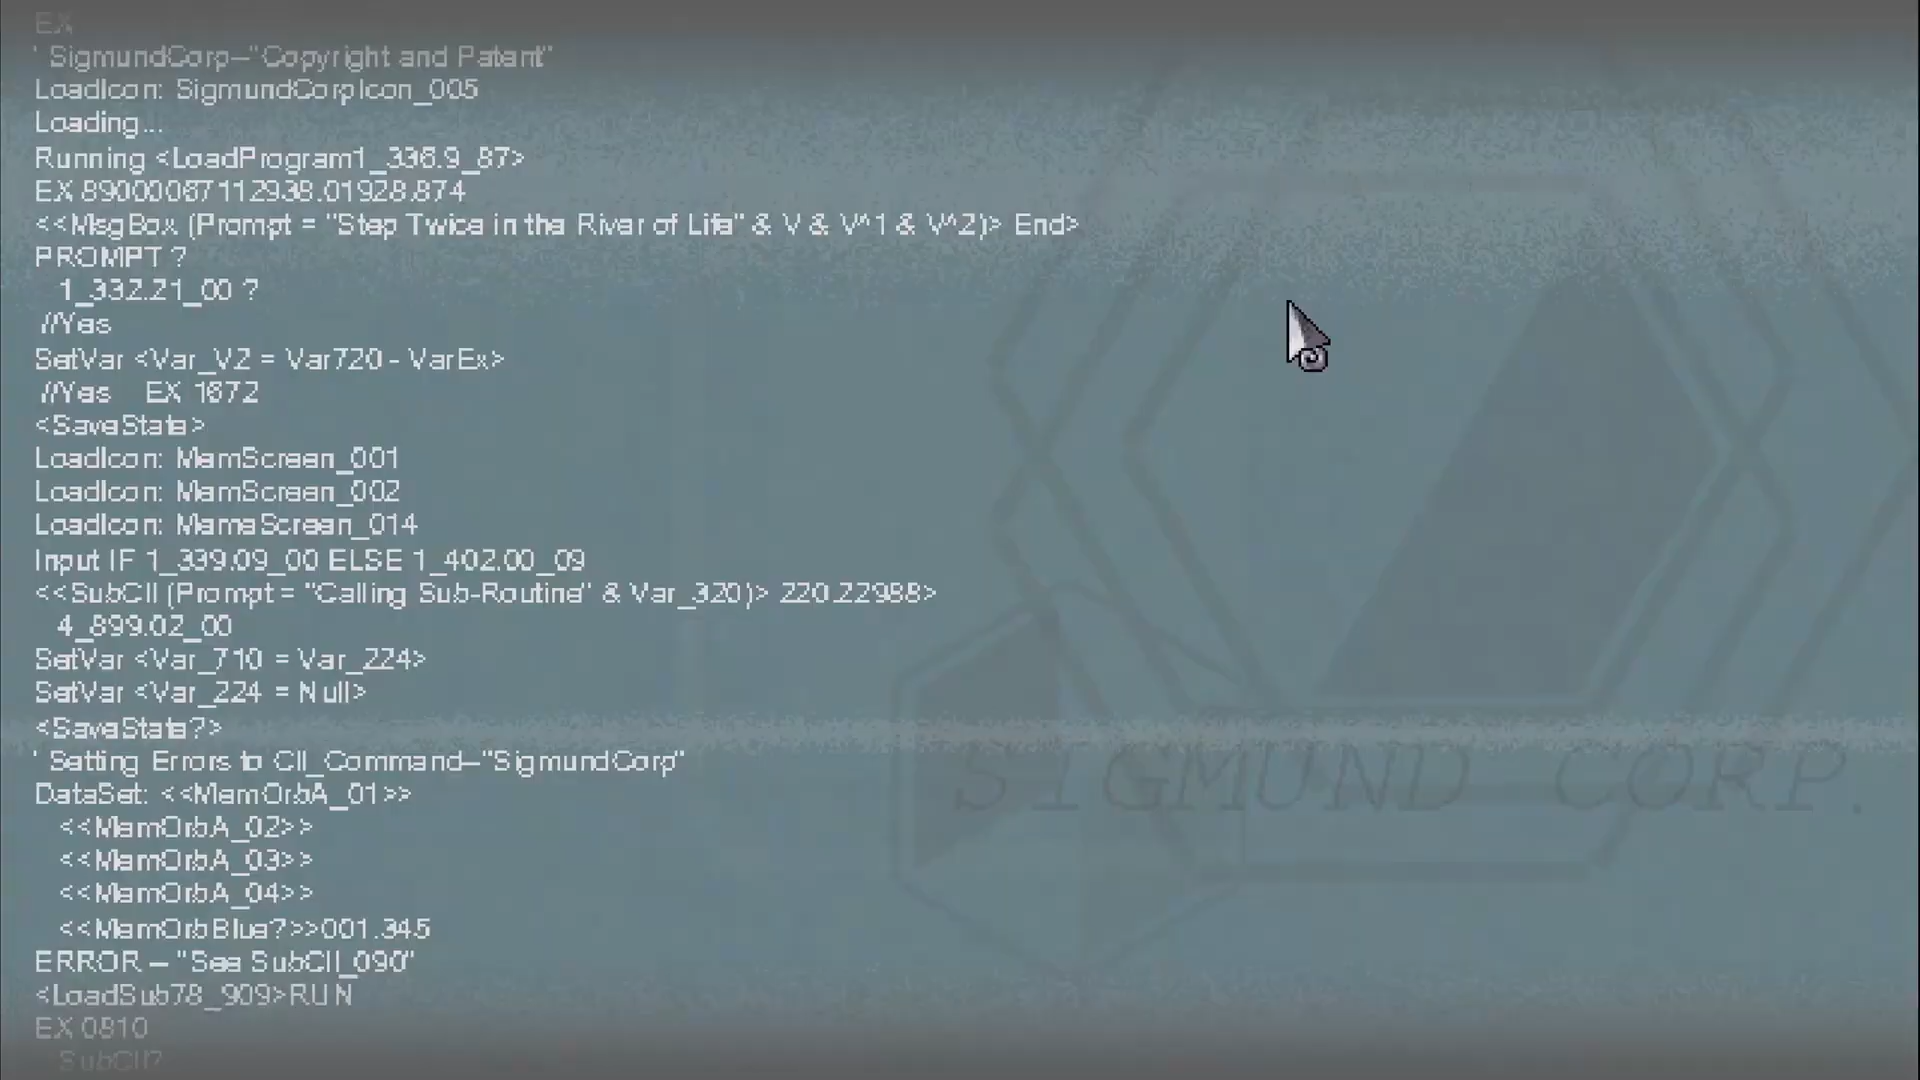 EX
' SigmundCorp–"Copyright and Patent"
LoadIcon: SigmundCorpIcon_005
Loading...
Running <LoadProgram1_336.9_87>
EX 89000067112938.01928.874
<<MsgBox (Prompt = "Step Twice in the River of Life" & V & V^1 & V^2)> End>
PROMPT ?
1_332.21_00 ?
//Yes
SetVar <Var_V2 = Var720 - VarEx>
//Yes EX 1672
<SaveState>
LoadIcon: MemScreen_001
LoadIcon: MemScreen_002
LoadIcon: MemeScreen_014
Input IF 1_339.09_00 ELSE 1_402.00_09
<<SubCll (Prompt = "Calling Sub-Routine" & Var_320)> 220.22988>
4_899.02_00
SetVar <Var_710 = Var_224>
SetVar <Var_224 = Null>
<SaveState?>
' Setting Errors to Cll_Command–"SigmundCorp"
DataSet: <<MemOrbA_01>>
<<MemOrbA_02>>
<<MemOrbA_03>>
<<MemOrbA_04>>
<<MemOrbBlue?>>001.345
ERROR – "See SubCll_090"
<LoadSub78_909>RUN
EX 0810
SubCll?
SIGMUND CORP.